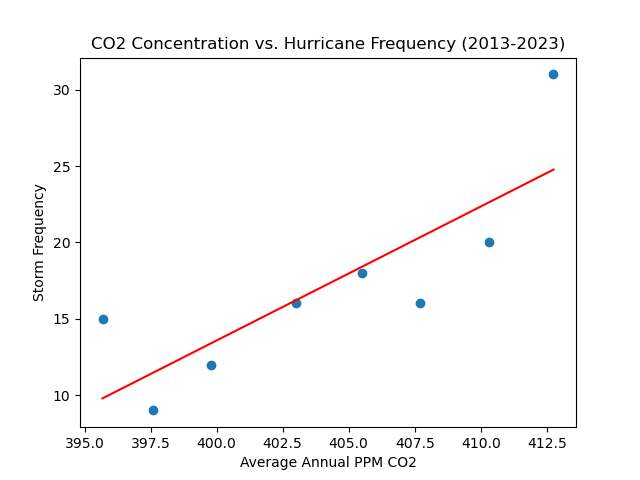 CO2 Concentration vs. Hurricane Frequency (2013-2023)
30
25
20
15
10
Storm Frequency
395.0 397.5 400.0 402.5 405.0 407.5 410.0 412.5
Average Annual PPM CO2